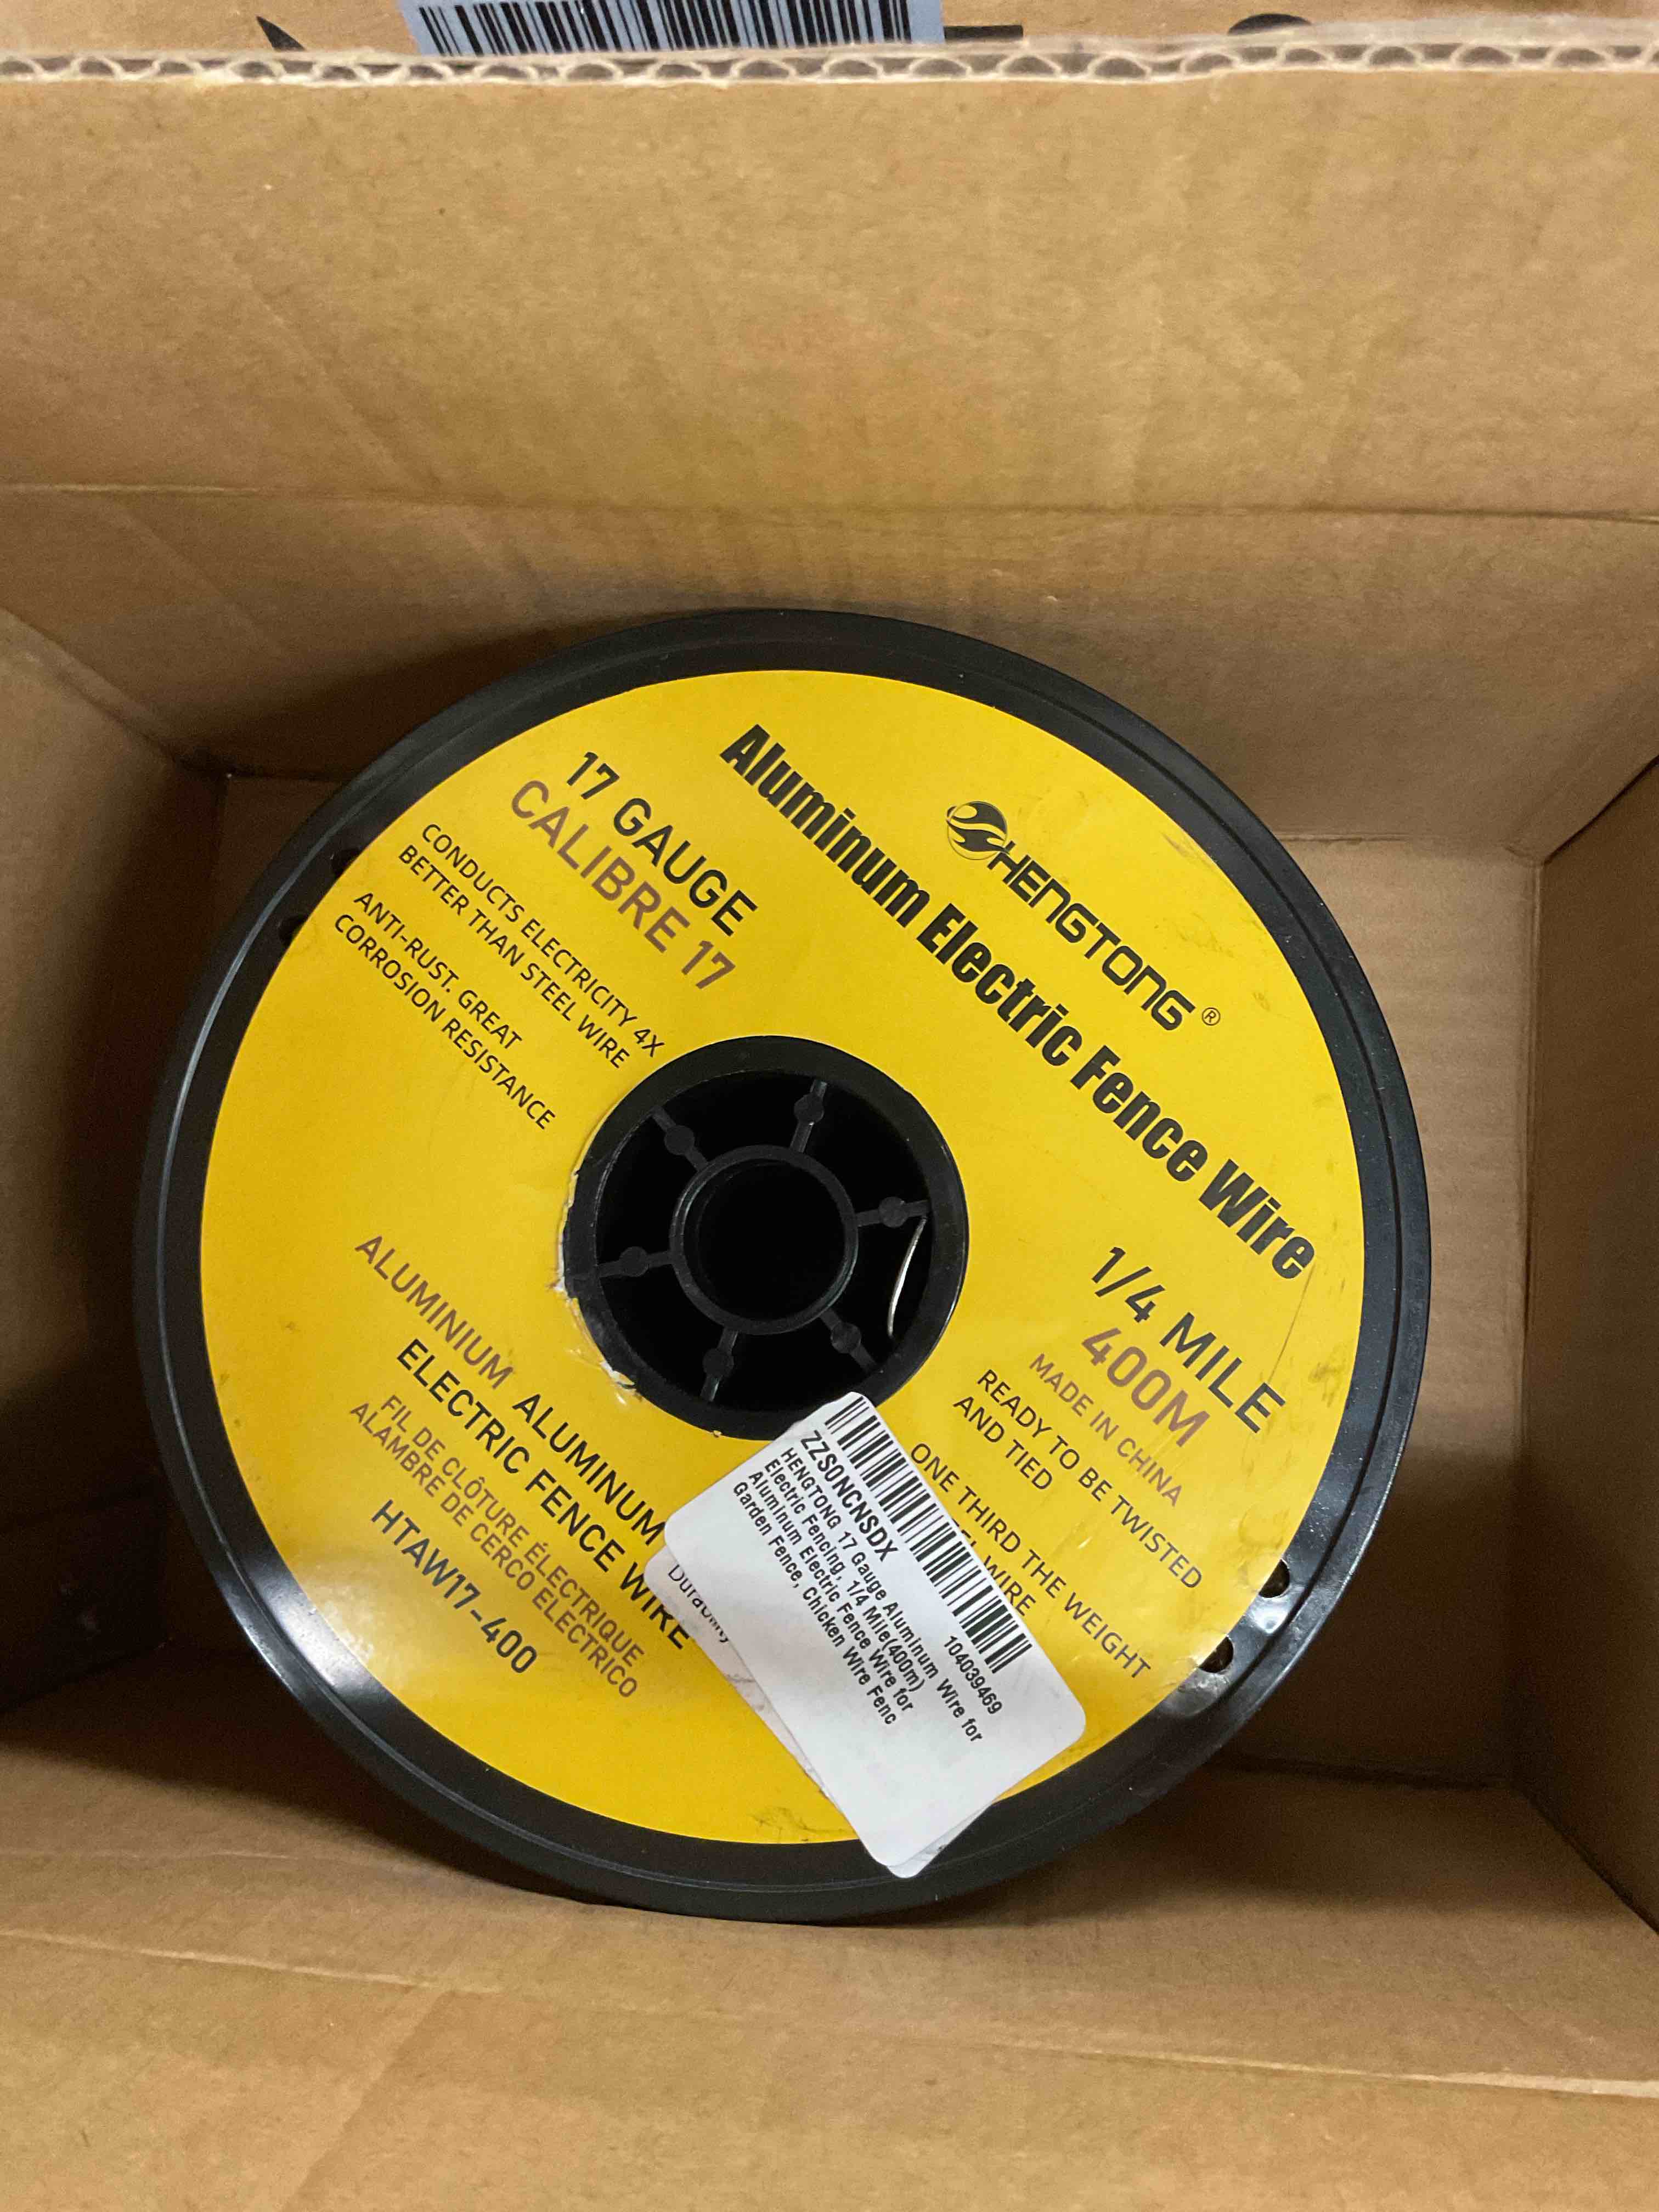 HENGTONG®
Aluminum Electric Fence Wire
17 GAUGE
CALIBRE 17
CONDUCTS ELECTRICITY 4X
BETTER THAN STEEL WIRE
ANTI-RUST. GREAT
CORROSION RESISTANCE
1/4 MILE
400M
MADE IN CHINA
READY TO BE TWISTED
AND TIED
ONE THIRD THE WEIGHT
WIRE
ALUMINIUM ALUMINUM
ELECTRIC FENCE WIRE
FIL DE CLÔTURE ÉLECTRIQUE
ALAMBRE DE CERCO ELECTRICO
HTAW17-400
Durability
ZZS0NCNSDX 104039469
HENGTONG 17 Gauge Aluminum Wire for
Electric Fencing, 1/4 Mile(400m)
Aluminum Electric Fence Wire for
Garden Fence, Chicken Wire Fenc